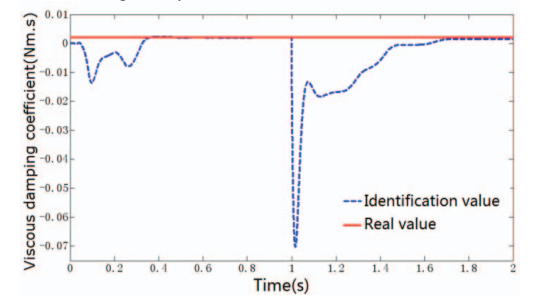 0.01
0
-0.01
-0.02
-0.03
-0.04
-0.05
-0.06
-0.07
Viscous damping coefficient(Nm.s)
Identification value
Real value
0 0.2 0.4 0.6 0.8 1 1.2 1.4 1.6 1.8 2
Time(s)